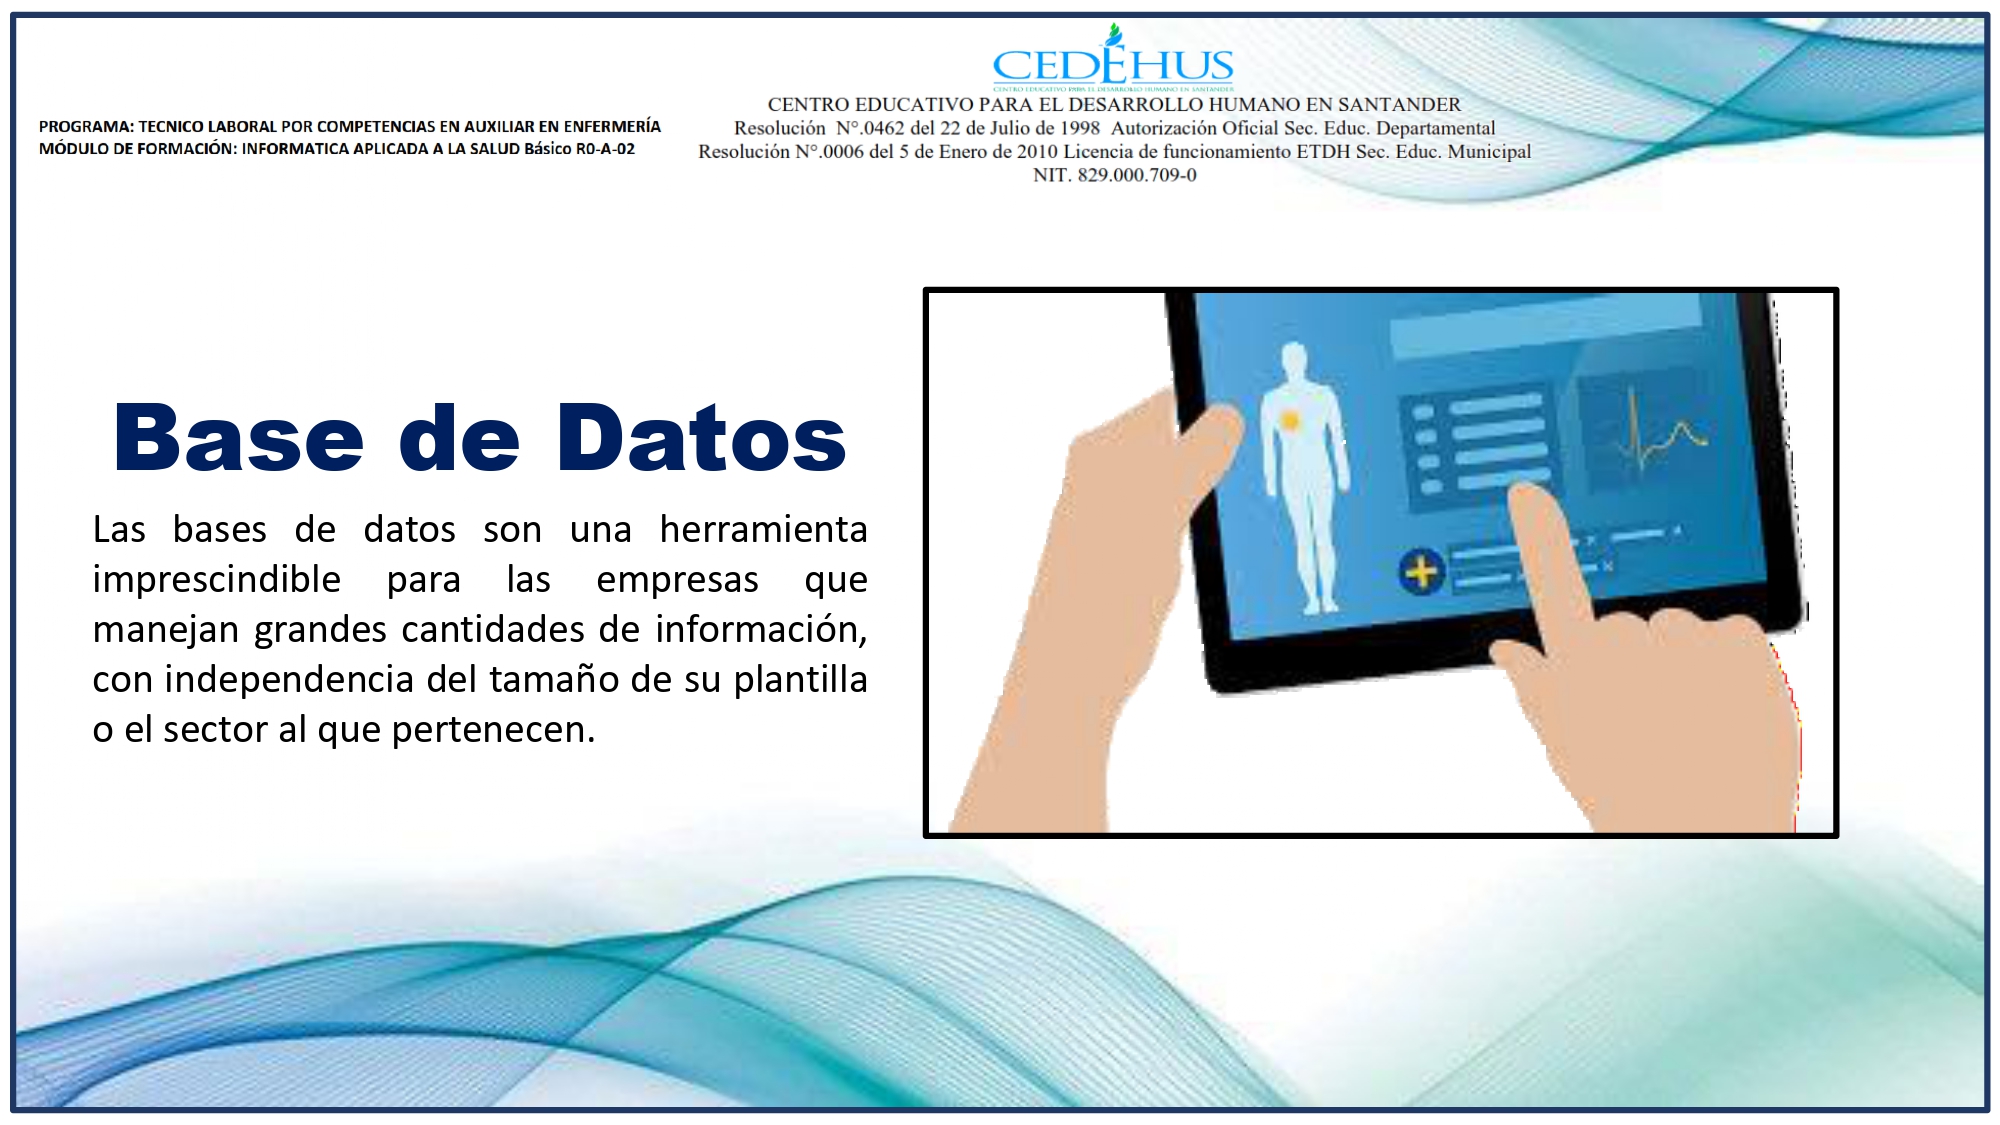 CEDEHUS
CENTRO EDUCATIVO PARA EL DESARROLLO HUMANO EN SANTANDER
CENTRO EDUCATIVO PARA EL DESARROLLO HUMANO EN SANTANDER
Resolución N°.0462 del 22 de Julio de 1998 Autorización Oficial Sec. Educ. Departamental
Resolución N°.0006 del 5 de Enero de 2010 Licencia de funcionamiento ETDH Sec. Educ. Municipal
NIT. 829.000.709-0
PROGRAMA: TECNICO LABORAL POR COMPETENCIAS EN AUXILIAR EN ENFERMERÍA
MÓDULO DE FORMACIÓN: INFORMATICA APLICADA A LA SALUD Básico R0-A-02
Base de Datos
Las bases de datos son una herramienta
imprescindible para las empresas que
manejan grandes cantidades de información,
con independencia del tamaño de su plantilla
o el sector al que pertenecen.